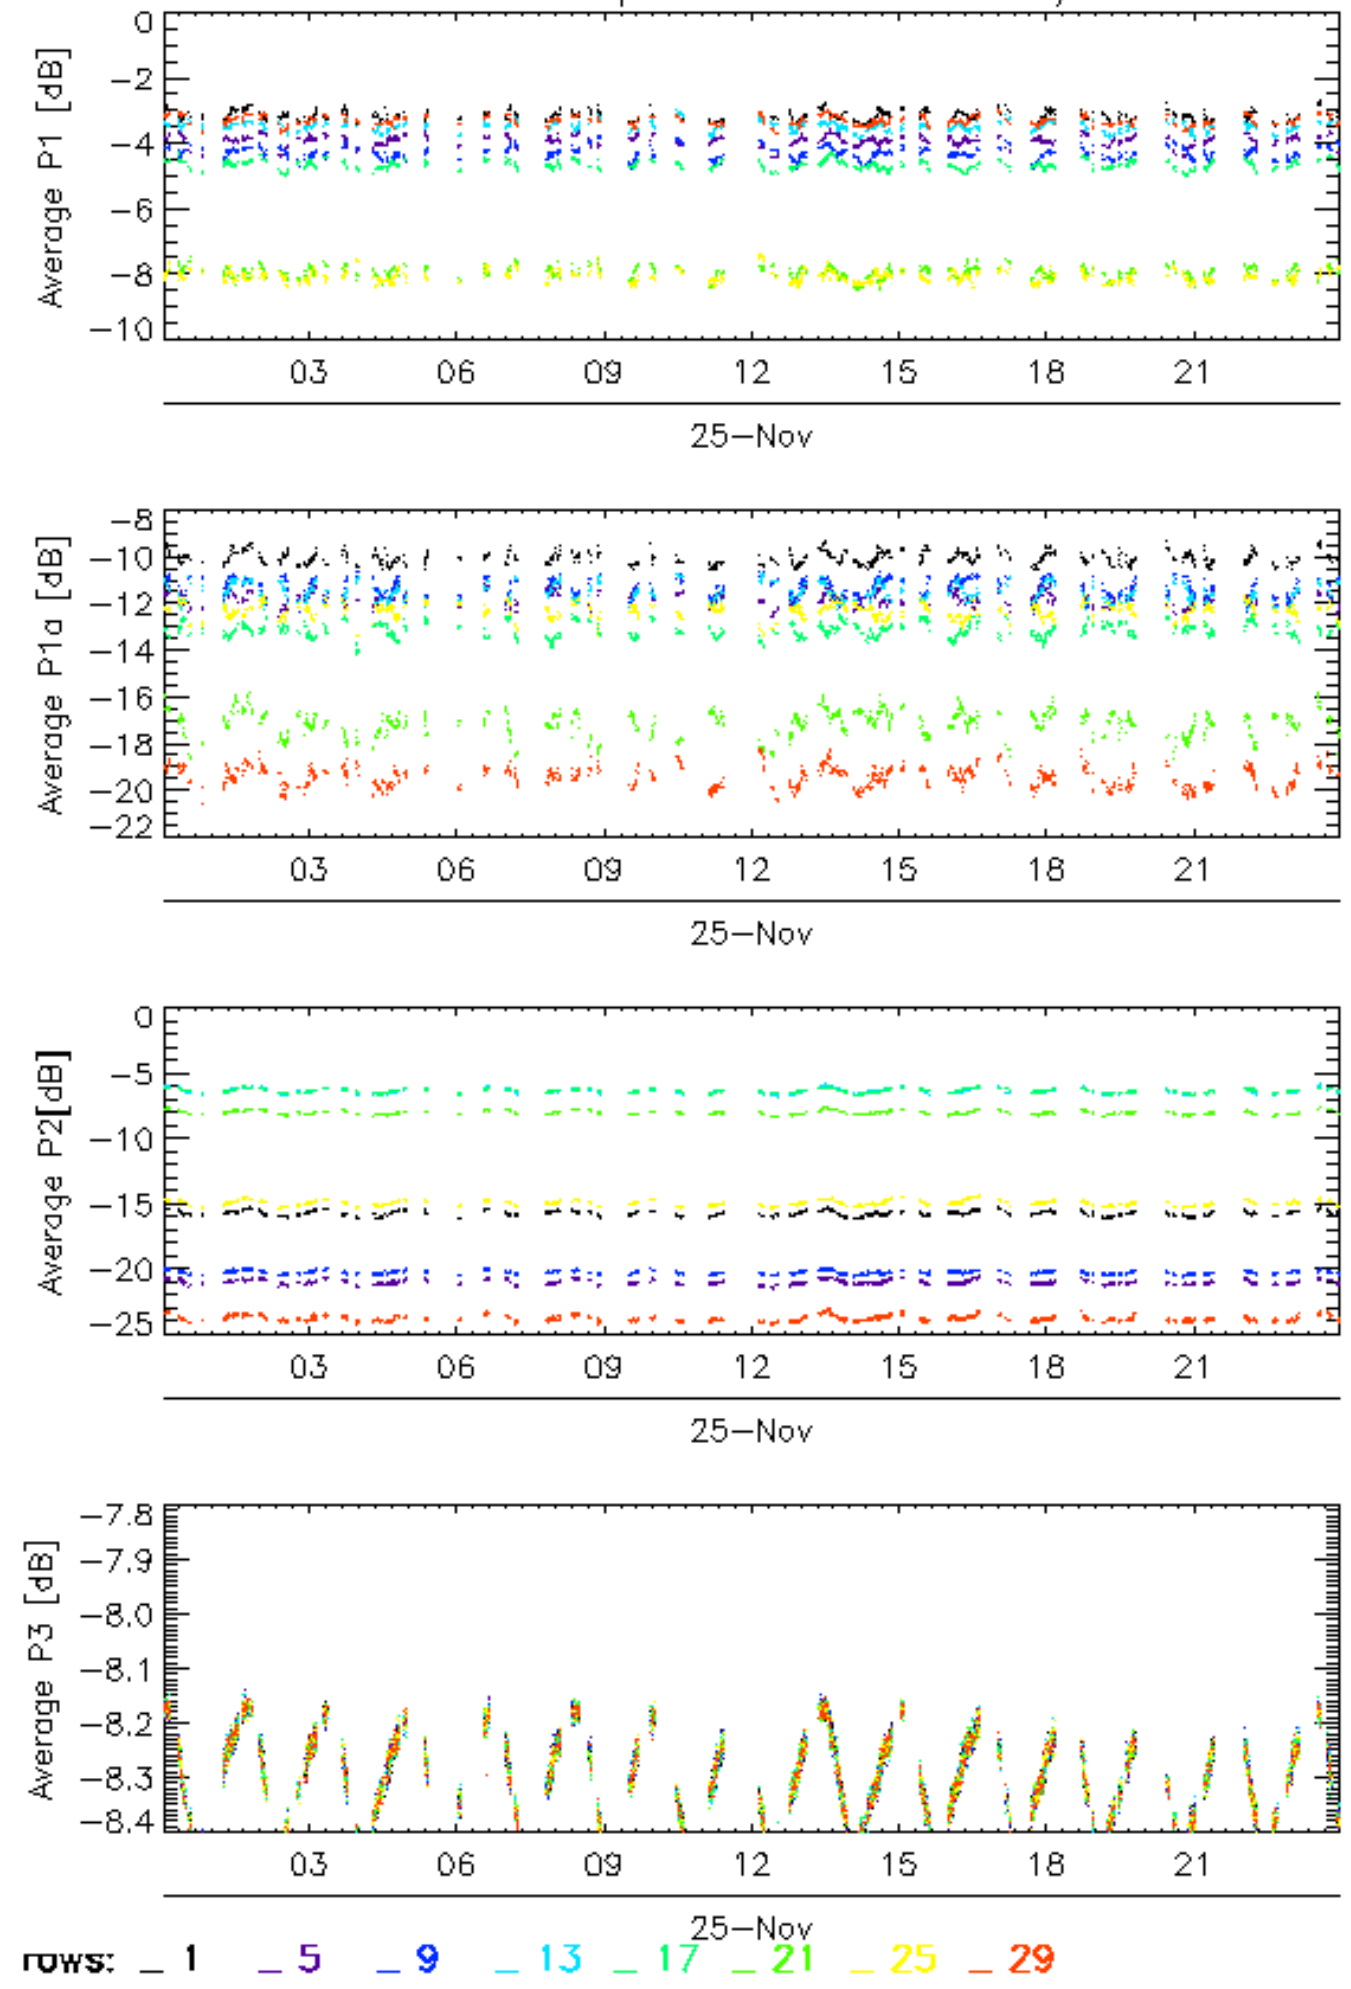 0
−2
−4
−6
−8
−10
Average P1 [dB]
03 06 09 12 15 18 21
25−Nov
−8
−10
−12
−14
−16
−18
−20
−22
Average P1a [dB]
03 06 09 12 15 18 21
25−Nov
0
−5
−10
−15
−20
−25
Average P2[dB]
03 06 09 12 15 18 21
25−Nov
−7.8
−7.9
−8.0
−8.1
−8.2
−8.3
−8.4
Average P3 [dB]
03 06 09 12 15 18 21
25−Nov
rows: _ 1 _ 5 _ 9 _ 13 _ 17 _ 21 _ 25 _ 29